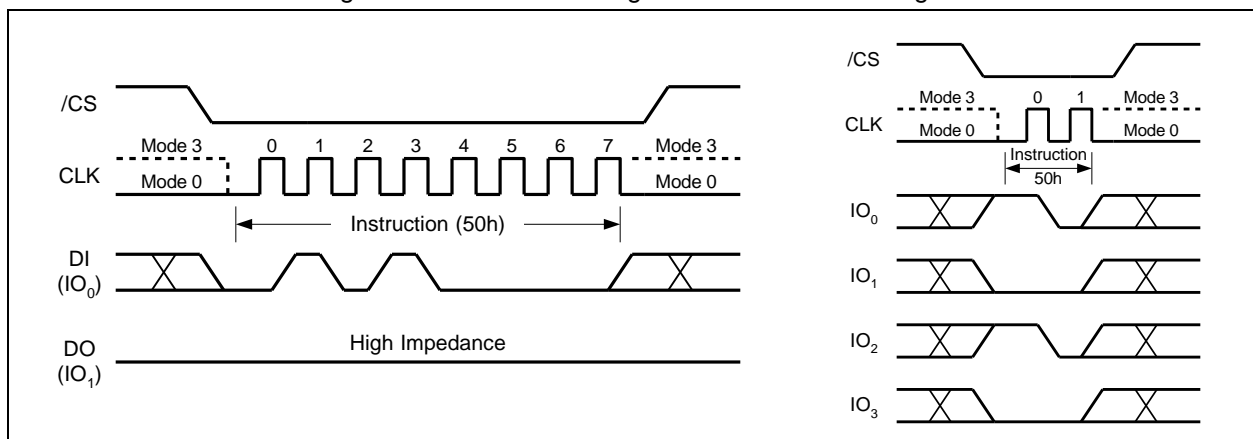 /CS
Mode 3 0 1 2 3 4 5 6 7 Mode 3
CLK Mode 0 Mode 0
Instruction (50h)
DI
(IO0)
DO High Impedance
(IO1)
/CS
Mode 3 0 1 Mode 3
CLK Mode 0 Mode 0
Instruction
50h
IO0
IO1
IO2
IO3